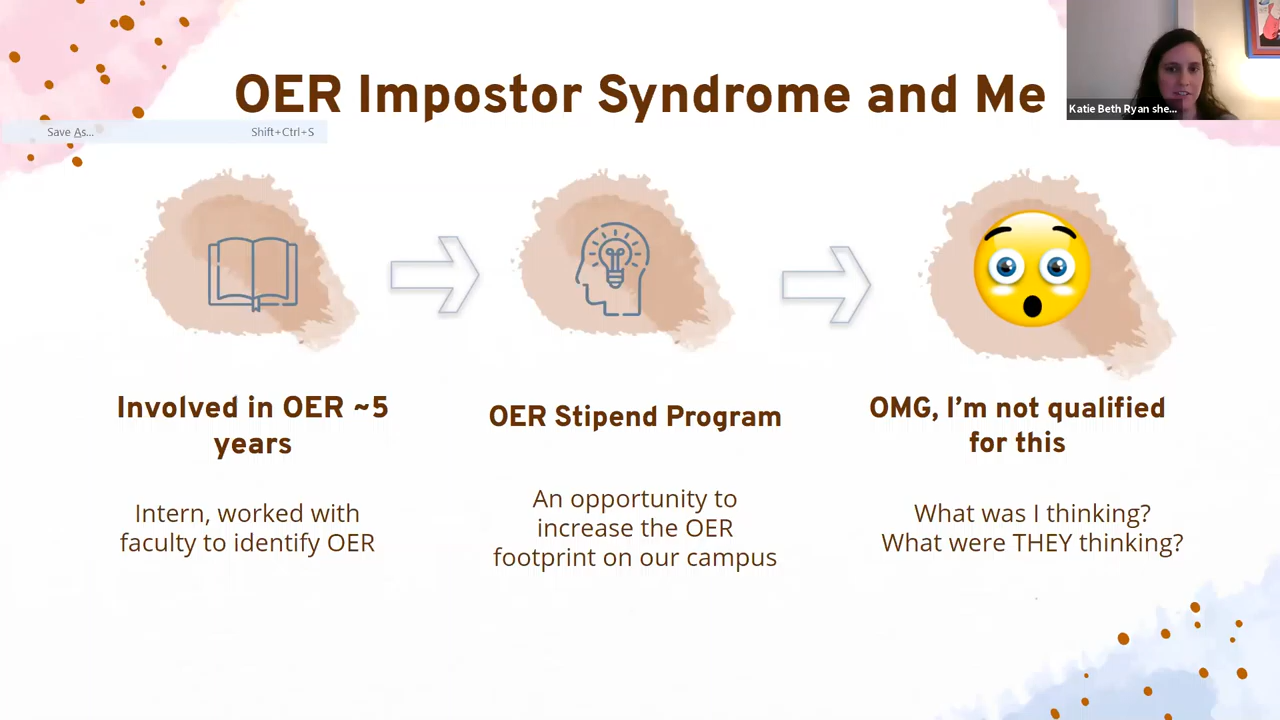 OER Impostor Syndrome and Me
Katie Beth Ryan she...
Save As...
Shift+Ctrl+S
Involved in OER ~5
years
Intern, worked with
faculty to identify OER
OER Stipend Program
An opportunity to
increase the OER
footprint on our campus
OMG, I'm not qualified
for this
What was I thinking?
What were THEY thinking?